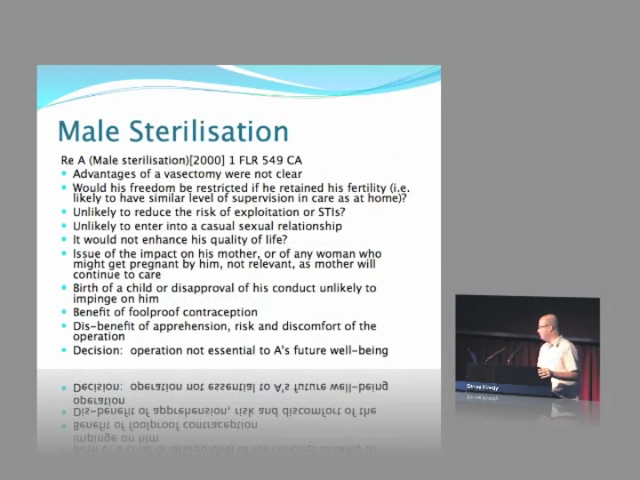 Male Sterilisation
Re A (Male sterilisation)[2000] 1 FLR 549 CA
Advantages of a vasectomy were not clear
Would his freedom be restricted if he retained his fertility (i.e.
likely to have similar level of supervision in care as at home)?
Unlikely to reduce the risk of exploitation or STIs?
Unlikely to enter into a casual sexual relationship
It would not enhance his quality of life?
Issue of the impact on his mother, or of any woman who
might get pregnant by him, not relevant, as mother will
continue to care
Birth of a child or disapproval of his conduct unlikely to
impinge on him
Benefit of foolproof contraception
Dis-benefit of apprehension, risk and discomfort of the
operation
Decision: operation not essential to A's future well-being